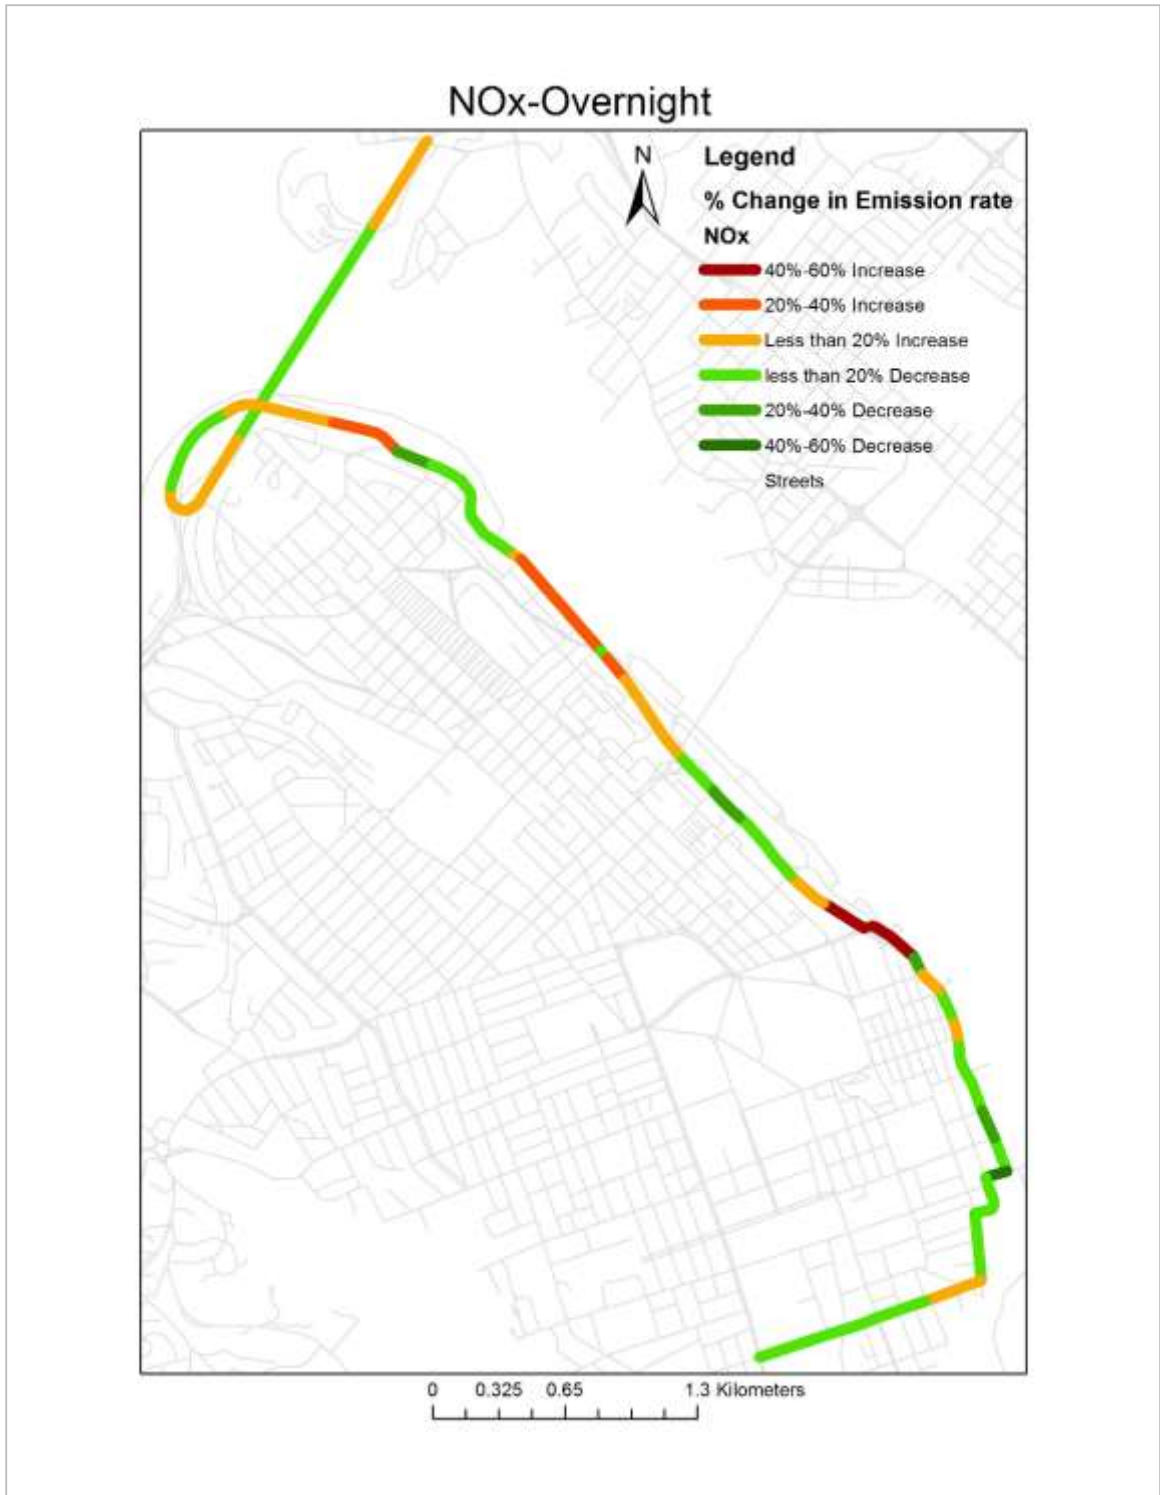 NOx-Overnight
N
Legend
% Change in Emission rate
NOx
40%-60% Increase
20%-40% Increase
Less than 20% Increase
less than 20% Decrease
20%-40% Decrease
40%-60% Decrease
Streets
0 0.325 0.65 1.3 Kilometers